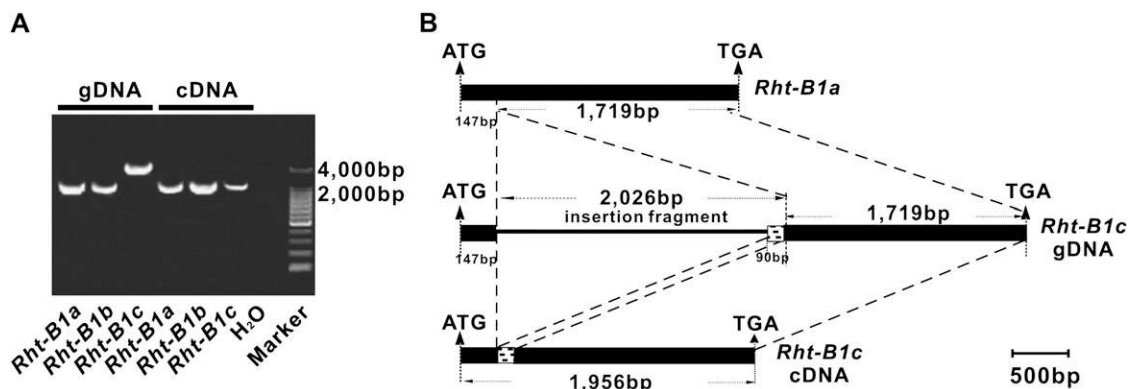 A
gDNA cDNA
4,000bp
2,000bp
Rht-B1a
Rht-B1b
Rht-B1c
Rht-B1a
Rht-B1b
Rht-B1c
H₂O
Marker
B
ATG TGA
Rht-B1a
147bp 1,719bp
ATG 2,026bp TGA
insertion fragment 1,719bp
Rht-B1c
gDNA
147bp 90bp
ATG TGA
Rht-B1c
cDNA
1,956bp
500bp